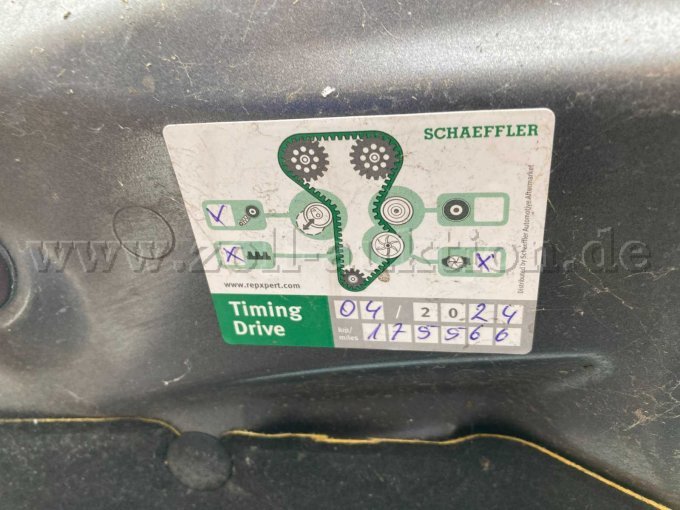 SCHAEFFLER
V
X
X
www.zoll-auktion.de
www.repxpert.com
Distributed by Schaeffler Automotive Aftermarket
Timing Drive
04 / 2024
km/miles 175566